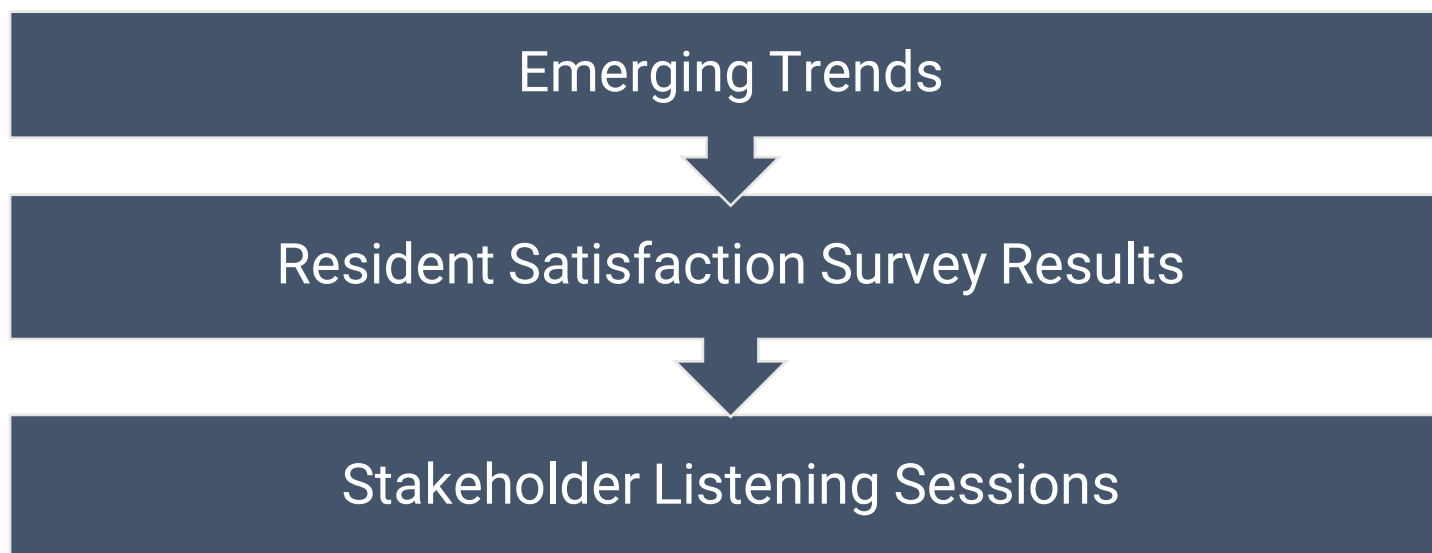 Emerging Trends
Resident Satisfaction Survey Results
Stakeholder Listening Sessions